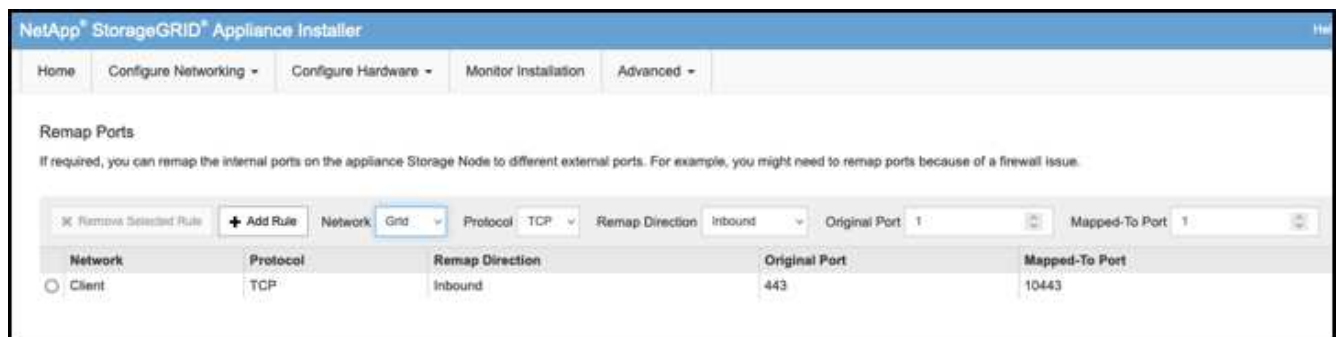 NetApp® StorageGRID® Appliance Installer
Home Configure Networking Configure Hardware Monitor Installation Advanced
Remap Ports
If required, you can remap the internal ports on the appliance Storage Node to different external ports. For example, you might need to remap ports because of a firewall issue.
Remove Selected Rule + Add Rule Network Grid Protocol TCP Remap Direction Inbound Original Port 1 Mapped-To Port 1
Network Protocol Remap Direction Original Port Mapped-To Port
Client TCP Inbound 443 10443